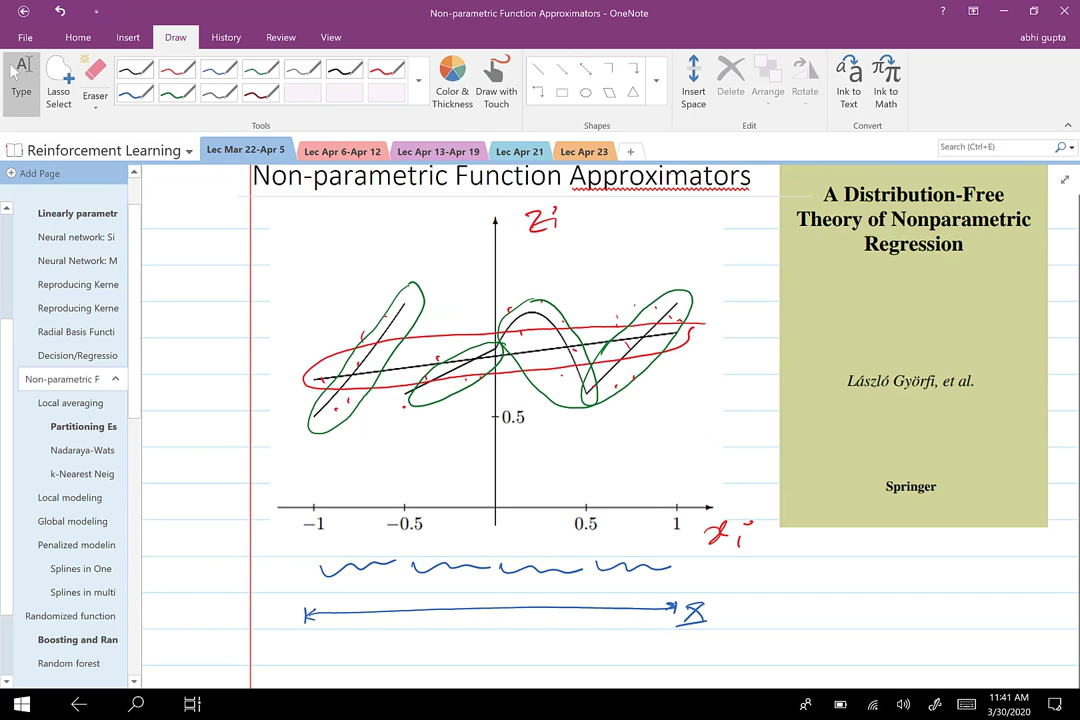 Non-parametric Function Approximators - OneNote
?
File Home Insert Draw History Review View
abhi gupta
Type
Lasso Select
Eraser
Color & Thickness
Draw with Touch
Insert Space
Delete
Arrange
Rotate
Ink to Text
Ink to Math
Tools
Shapes
Edit
Convert
Reinforcement Learning
Lec Mar 22-Apr 5
Lec Apr 6-Apr 12
Lec Apr 13-Apr 19
Lec Apr 21
Lec Apr 23
+
Search (Ctrl+E)
Add Page
Linearly parametr
Neural network: Si
Neural Network: M
Reproducing Kerne
Reproducing Kerne
Radial Basis Functi
Decision/Regressio
Non-parametric F
Local averaging
Partitioning Es
Nadaraya-Wats
k-Nearest Neig
Local modeling
Global modeling
Penalized modelin
Splines in One
Splines in multi
Randomized function
Boosting and Ran
Random forest
Non-parametric Function Approximators
zi
0.5
−1 −0.5 0.5 1
xi
A Distribution-Free
Theory of Nonparametric
Regression
László Györfi, et al.
Springer
11:41 AM
3/30/2020